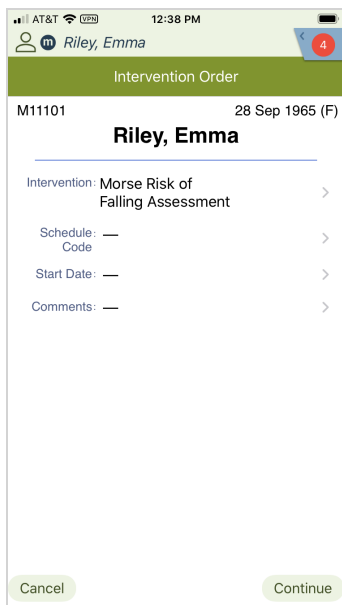 AT&T VPN 12:38 PM
m Riley, Emma 4
Intervention Order
M11101 28 Sep 1965 (F)
Riley, Emma
Intervention: Morse Risk of
Falling Assessment
Schedule Code: —
Start Date: —
Comments: —
Cancel Continue